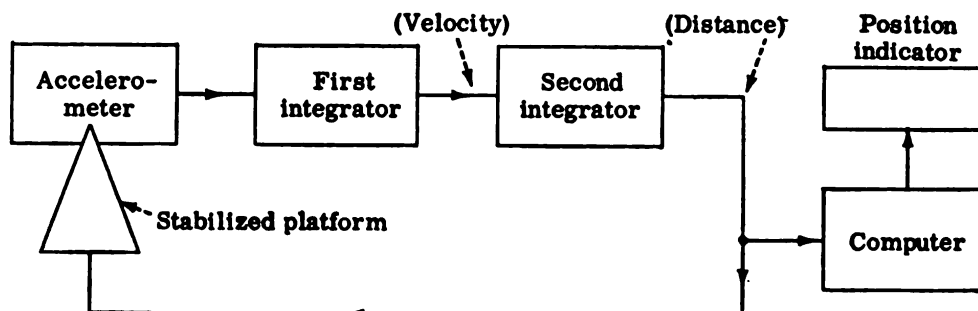 (Velocity)
(Distance)
Position
indicator
Accelero-
meter
First
integrator
Second
integrator
Stabilized platform
Computer